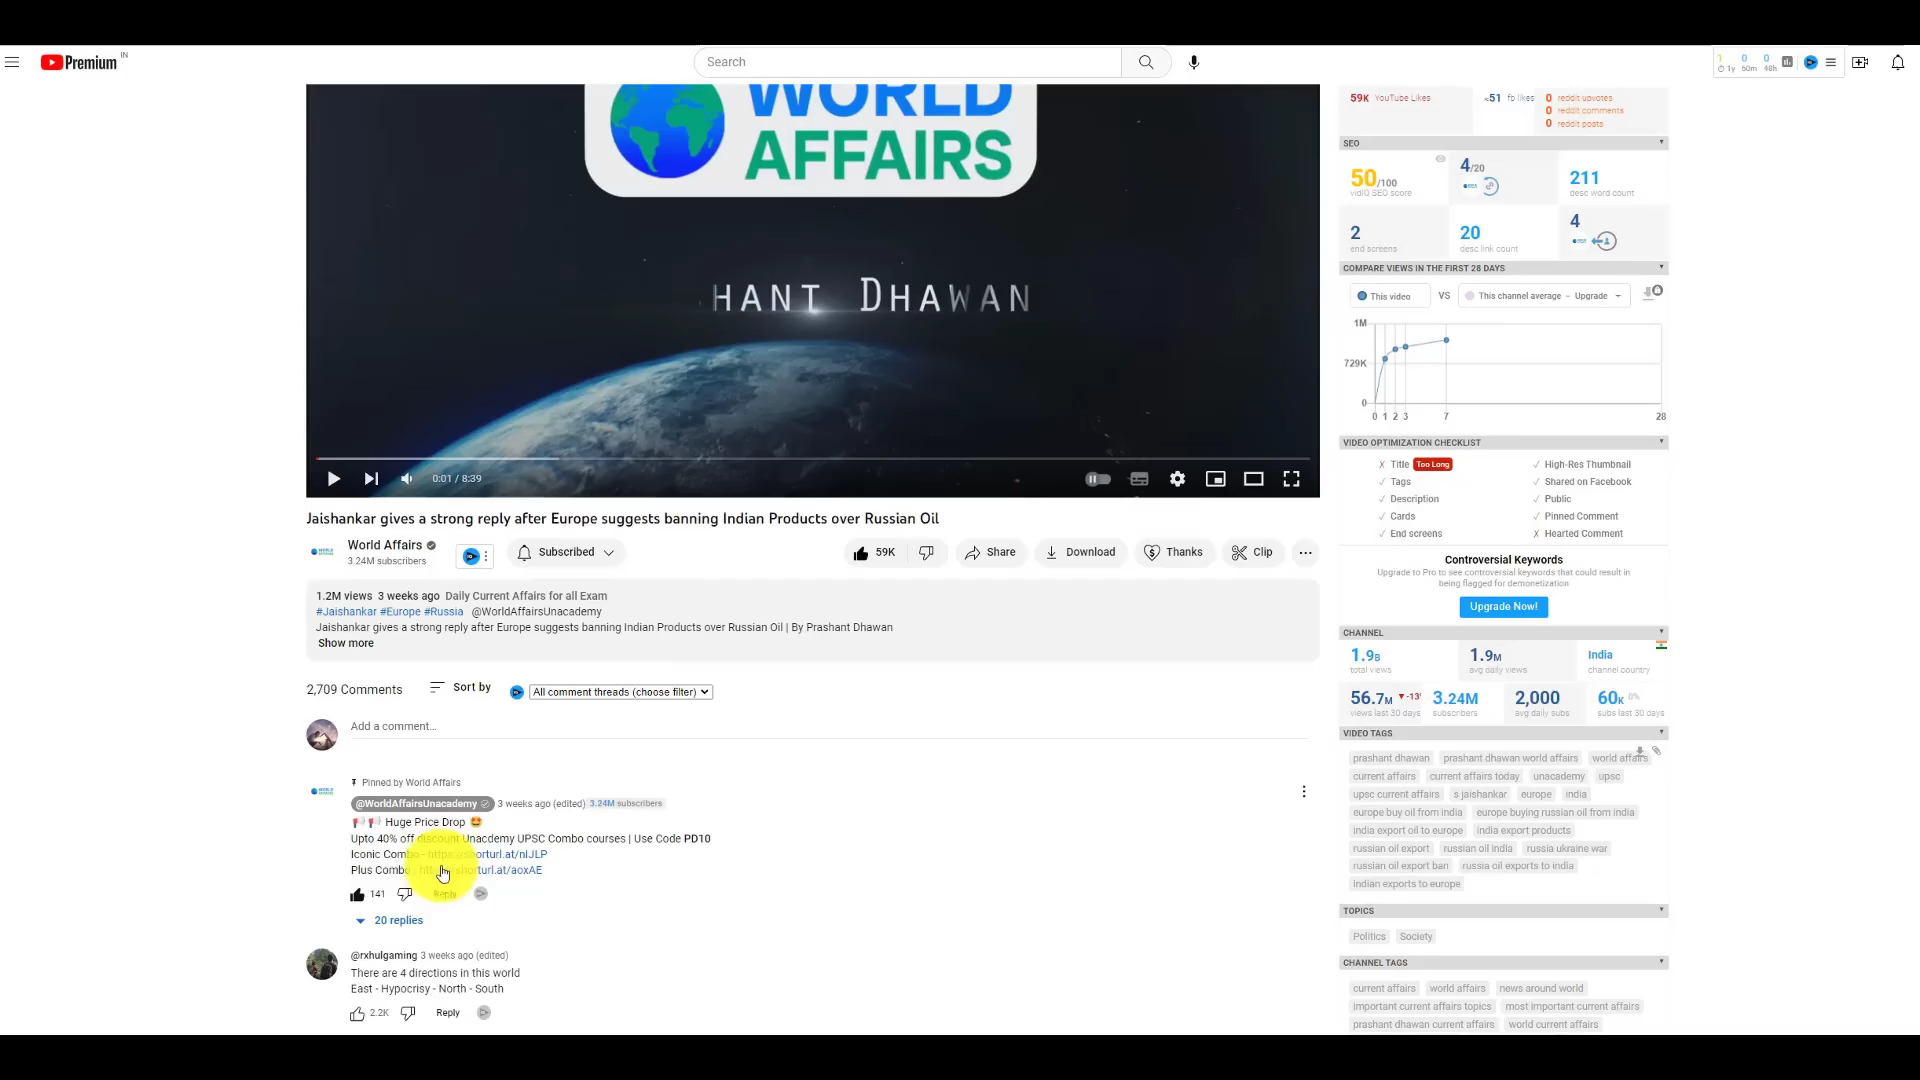 Premium IN
Search
1 0 0
1y 60m 48h
WORLD
AFFAIRS
HANT DHAWAN
0:01 / 8:39
Jaishankar gives a strong reply after Europe suggests banning Indian Products over Russian Oil
World Affairs
3.24M subscribers
Subscribed
59K
Share
Download
Thanks
Clip
1.2M views 3 weeks ago Daily Current Affairs for all Exam
#Jaishankar #Europe #Russia @WorldAffairsUnacademy
Jaishankar gives a strong reply after Europe suggests banning Indian Products over Russian Oil | By Prashant Dhawan
Show more
2,709 Comments
Sort by
All comment threads (choose filter)
Add a comment...
Pinned by World Affairs
@WorldAffairsUnacademy 3 weeks ago (edited) 3.24M subscribers
Huge Price Drop
Upto 40% off discount Unacdemy UPSC Combo courses | Use Code PD10
Iconic Combo - https://shorturl.at/nIJLP
Plus Combo shorturl.at/aoxAE
141
Reply
20 replies
@rxhulgaming 3 weeks ago (edited)
There are 4 directions in this world
East - Hypocrisy - North - South
2.2K
Reply
59K YouTube Likes
≈51 fb likes
0 reddit upvotes
0 reddit comments
0 reddit posts
SEO
50/100
vidIQ SEO score
4/20
211
desc word count
2
end screens
20
desc link count
4
COMPARE VIEWS IN THE FIRST 28 DAYS
This video
VS
This channel average - Upgrade
1M
729K
0
0 1 2 3 7 28
VIDEO OPTIMIZATION CHECKLIST
✗ Title Too Long
✓ High-Res Thumbnail
✓ Tags
✓ Shared on Facebook
✓ Description
✓ Public
✓ Cards
✓ Pinned Comment
✓ End screens
✗ Hearted Comment
Controversial Keywords
Upgrade to Pro to see controversial keywords that could result in
being flagged for demonetization
Upgrade Now!
CHANNEL
1.9B
total views
1.9M
avg daily views
India
channel country
56.7M ▼-13
views last 30 days
3.24M
subscribers
2,000
avg daily subs
60K 0%
subs last 30 days
VIDEO TAGS
prashant dhawan prashant dhawan world affairs world affairs
current affairs current affairs today unacademy upsc
upsc current affairs s jaishankar europe india
europe buy oil from india europe buying russian oil from india
india export oil to europe india export products
russian oil export russian oil india russia ukraine war
russian oil export ban russia oil exports to india
indian exports to europe
TOPICS
Politics Society
CHANNEL TAGS
current affairs world affairs news around world
important current affairs topics most important current affairs
prashant dhawan current affairs world current affairs